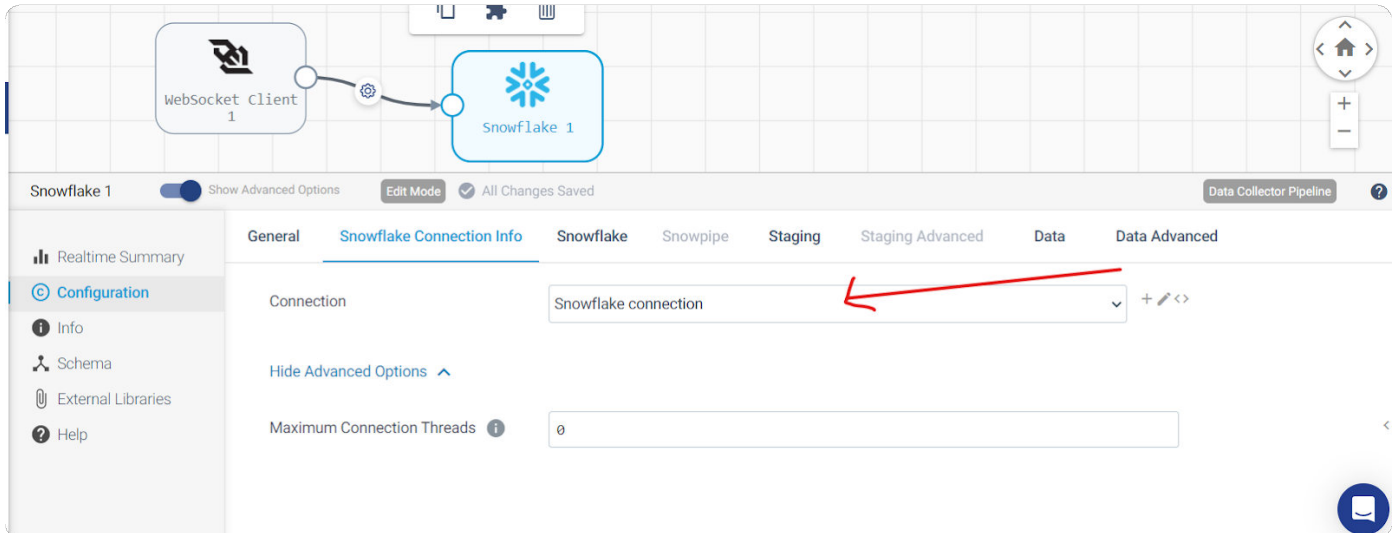 WebSocket Client
1
Snowflake 1
Snowflake 1
Show Advanced Options
Edit Mode
All Changes Saved
Data Collector Pipeline
?
General
Snowflake Connection Info
Snowflake
Snowpipe
Staging
Staging Advanced
Data
Data Advanced
Realtime Summary
C Configuration
i Info
Schema
External Libraries
? Help
Connection
Snowflake connection
Hide Advanced Options
Maximum Connection Threads i
0